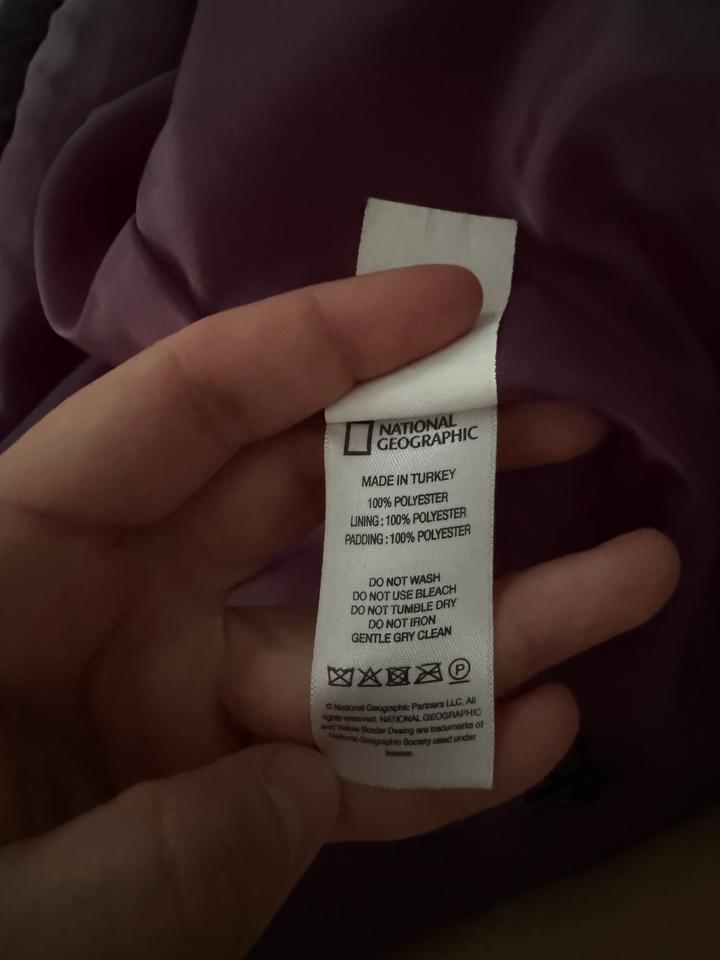 NATIONAL
GEOGRAPHIC
MADE IN TURKEY
100% POLYESTER
LINING : 100% POLYESTER
PADDING : 100% POLYESTER
DO NOT WASH
DO NOT USE BLEACH
DO NOT TUMBLE DRY
DO NOT IRON
GENTLE GRY CLEAN
P
© National Geographic Partners LLC. All
rights reserved. NATIONAL GEOGRAPHIC
and Yellow Border Desing are trademarks of
National Geographic Society used under
license.